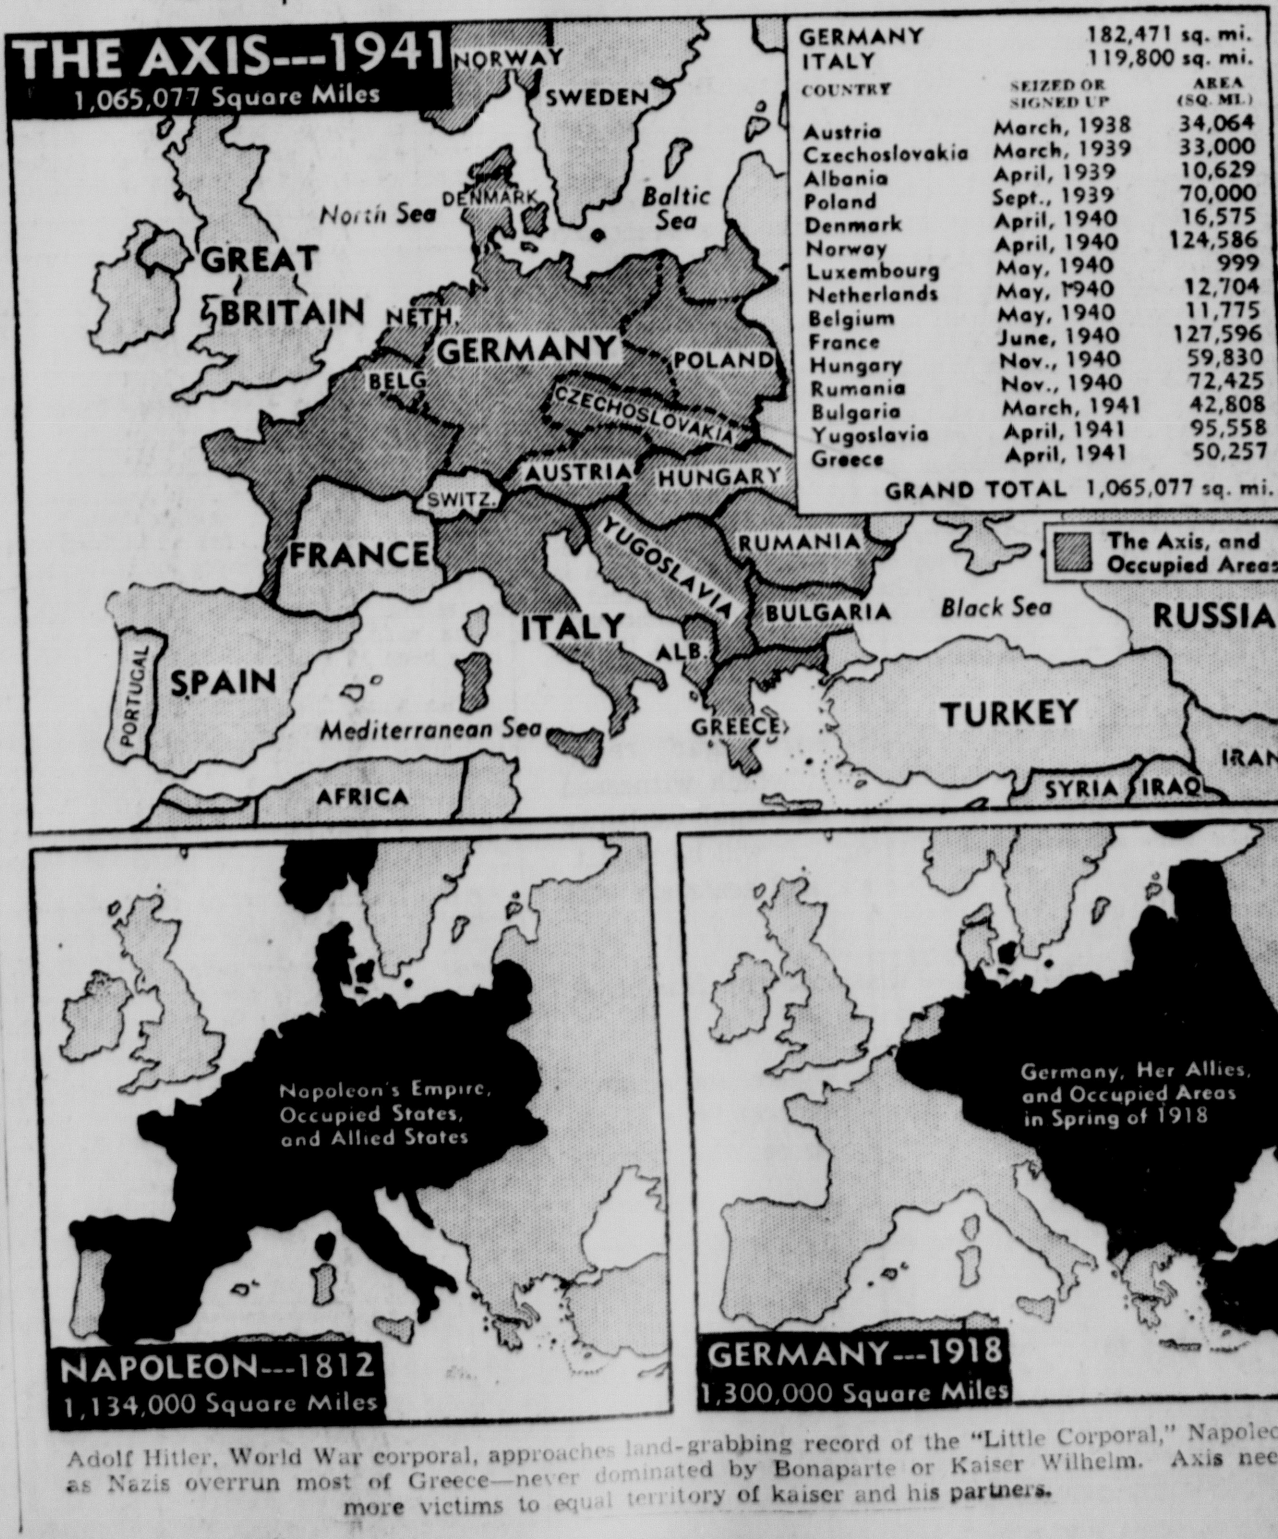 THE AXIS---1941
1,065,077 Square Miles
GERMANY 182,471 sq. mi.
ITALY 119,800 sq. mi.
COUNTRY SEIZED OR SIGNED UP AREA (SQ. MI.)
Austria March, 1938 34,064
Czechoslovakia March, 1939 33,000
Albania April, 1939 10,629
Poland Sept., 1939 70,000
Denmark April, 1940 16,575
Norway April, 1940 124,586
Luxembourg May, 1940 999
Netherlands May, 1940 12,704
Belgium May, 1940 11,775
France June, 1940 127,596
Hungary Nov., 1940 59,830
Rumania Nov., 1940 72,425
Bulgaria March, 1941 42,808
Yugoslavia April, 1941 95,558
Greece April, 1941 50,257
GRAND TOTAL 1,065,077 sq. mi.
The Axis, and
Occupied Areas
NORWAY
SWEDEN
DENMARK
North Sea
Baltic
Sea
GREAT
BRITAIN
NETH.
GERMANY
POLAND
BELG
CZECHOSLOVAKIA
AUSTRIA
HUNGARY
SWITZ.
FRANCE
YUGOSLAVIA
RUMANIA
ITALY
BULGARIA
Black Sea
RUSSIA
ALB.
PORTUGAL
SPAIN
Mediterranean Sea
GREECE
TURKEY
IRAN
AFRICA
SYRIA
IRAQ
Napoleon's Empire,
Occupied States,
and Allied States
NAPOLEON---1812
1,134,000 Square Miles
Germany, Her Allies,
and Occupied Areas
in Spring of 1918
GERMANY---1918
1,300,000 Square Miles
Adolf Hitler, World War corporal, approaches land-grabbing record of the "Little Corporal," Napoleo
as Nazis overrun most of Greece—never dominated by Bonaparte or Kaiser Wilhelm. Axis nee
more victims to equal territory of kaiser and his partners.